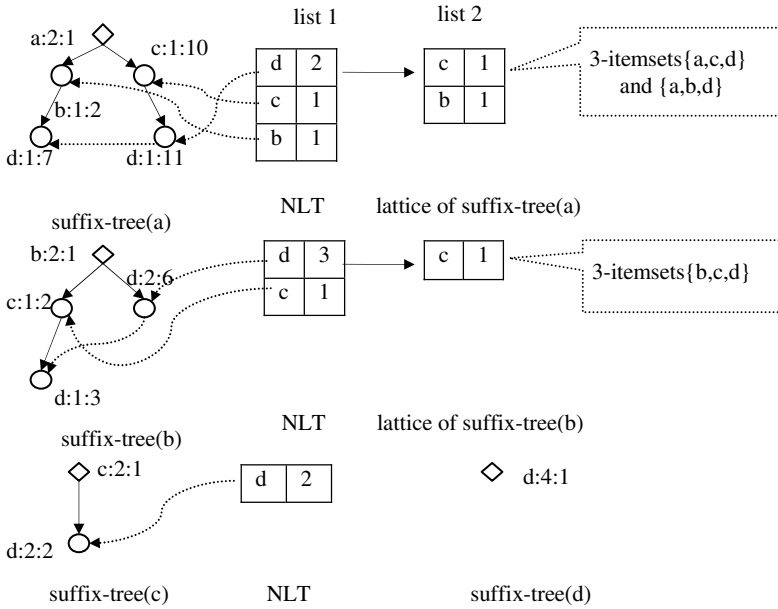 list 1
list 2
a:2:1
c:1:10
b:1:2
d:1:7
d:1:11
d 2
c 1
b 1
c 1
b 1
3-itemsets{a,c,d}
and {a,b,d}
suffix-tree(a)
NLT
lattice of suffix-tree(a)
b:2:1
d:2:6
c:1:2
d:1:3
d 3
c 1
c 1
3-itemsets{b,c,d}
suffix-tree(b)
NLT
lattice of suffix-tree(b)
c:2:1
d:2:2
d 2
d:4:1
suffix-tree(c)
NLT
suffix-tree(d)